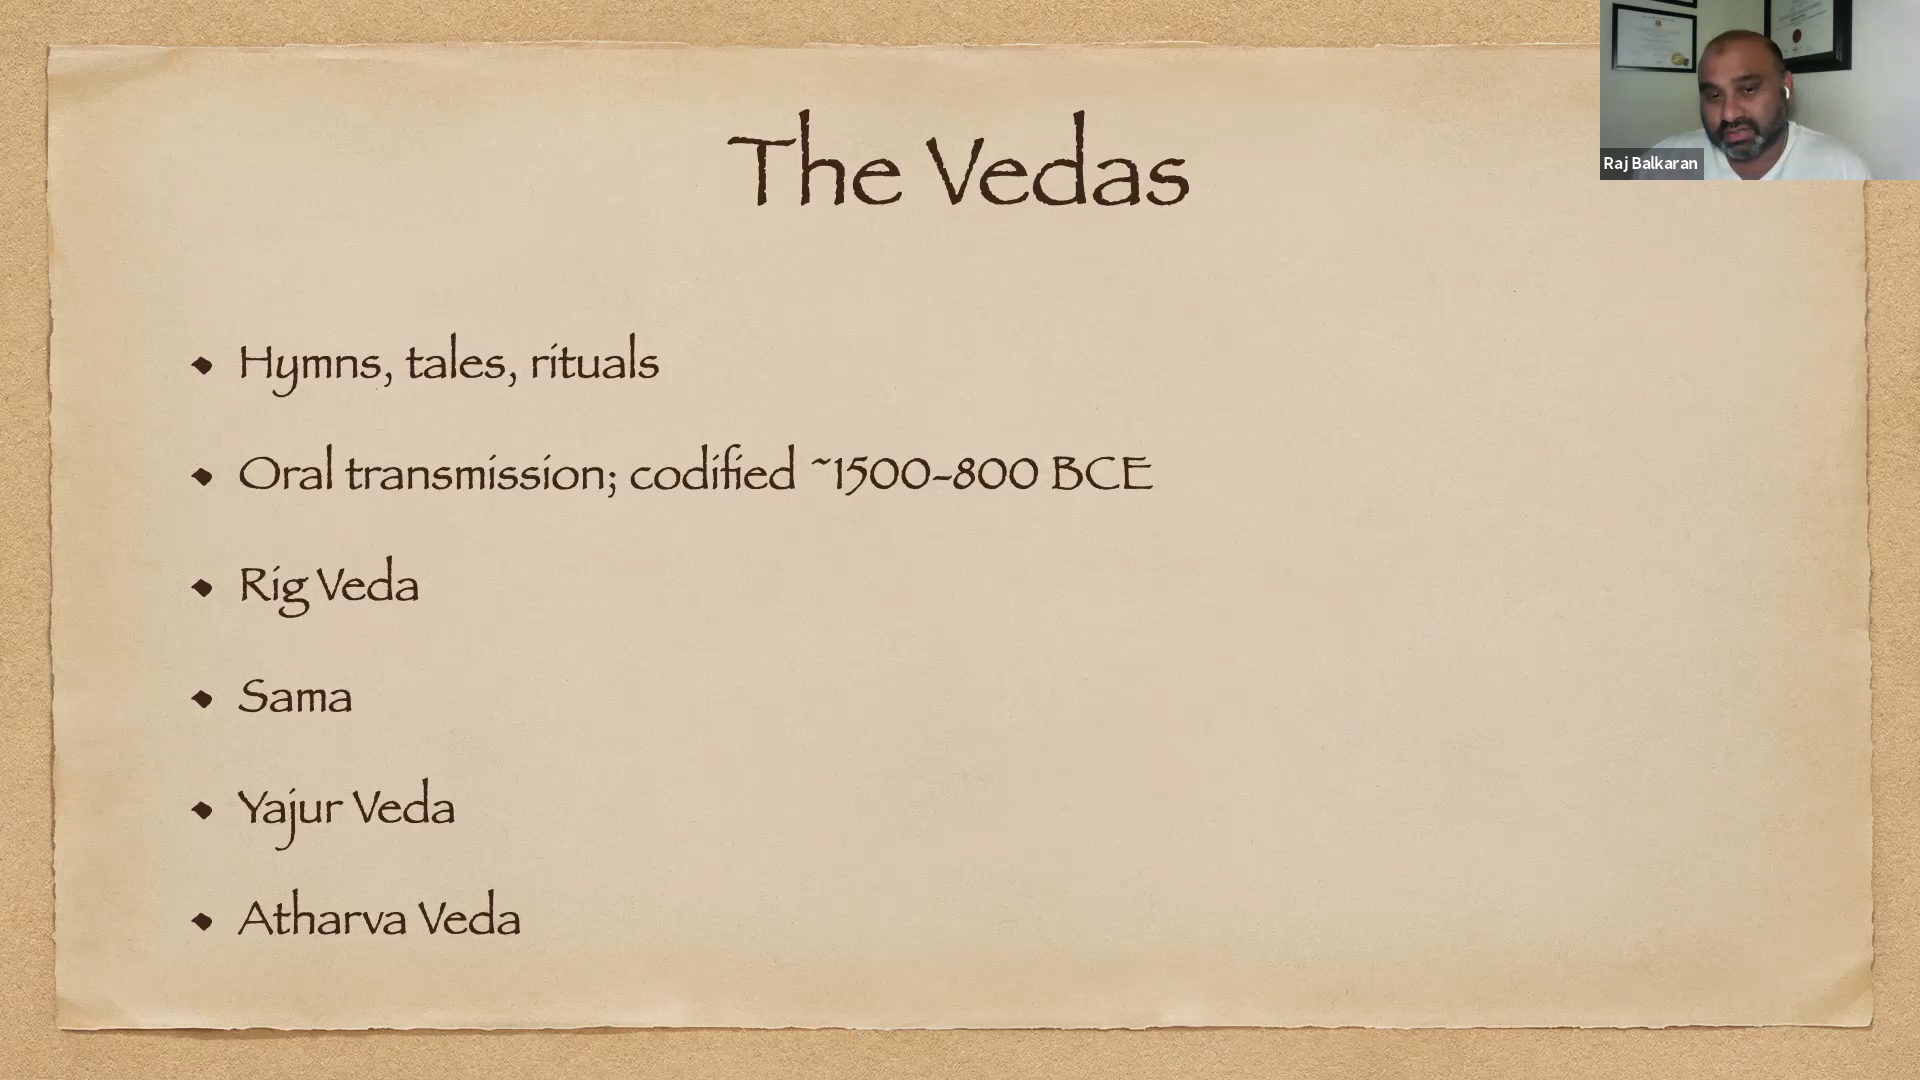 The Vedas
Raj Balkaran
Hymns, tales, rituals
Oral transmission; codified ~1500-800 BCE
Rig Veda
Sama
Yajur Veda
Atharva Veda